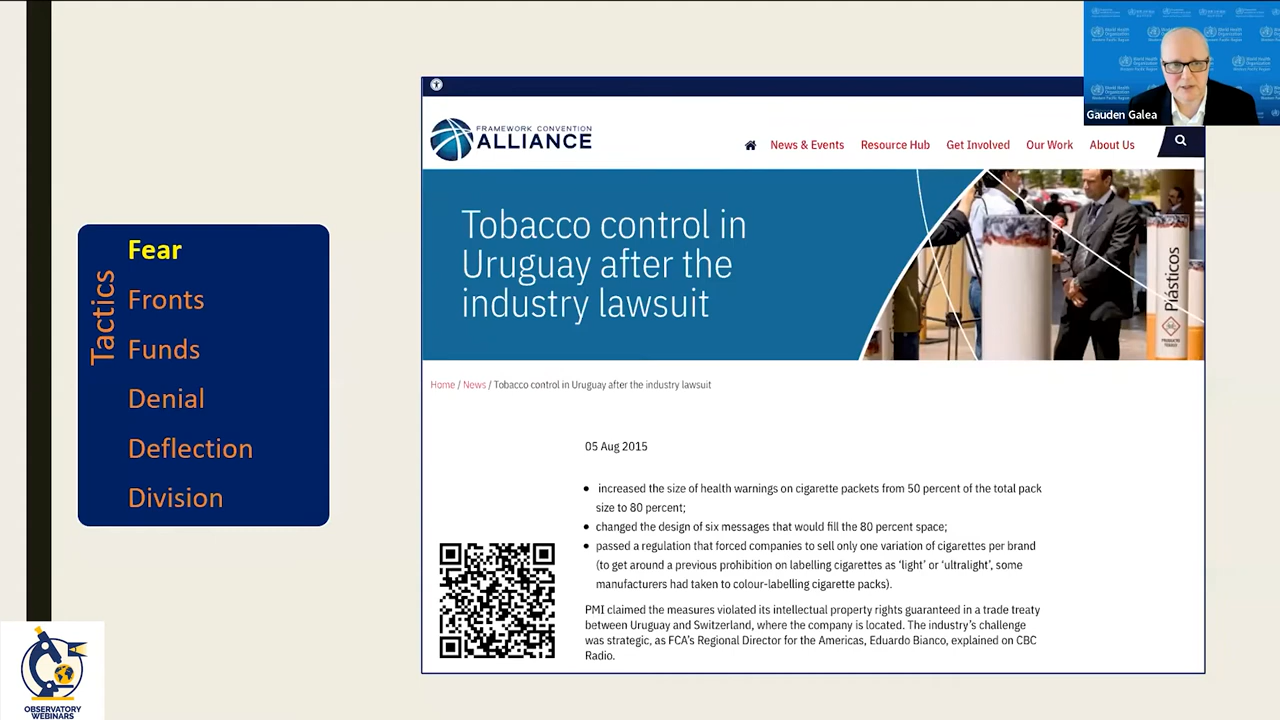 Gauden Galea
FRAMEWORK CONVENTION
ALLIANCE
News & Events
Resource Hub
Get Involved
Our Work
About Us
Tobacco control in
Uruguay after the
industry lawsuit
Plásticos
Tactics
Fear
Fronts
Funds
Denial
Deflection
Division
Home / News / Tobacco control in Uruguay after the industry lawsuit
05 Aug 2015
• increased the size of health warnings on cigarette packets from 50 percent of the total pack
size to 80 percent;
• changed the design of six messages that would fill the 80 percent space;
• passed a regulation that forced companies to sell only one variation of cigarettes per brand
(to get around a previous prohibition on labelling cigarettes as ‘light’ or ‘ultralight’, some
manufacturers had taken to colour-labelling cigarette packs).
PMI claimed the measures violated its intellectual property rights guaranteed in a trade treaty
between Uruguay and Switzerland, where the company is located. The industry’s challenge
was strategic, as FCA’s Regional Director for the Americas, Eduardo Bianco, explained on CBC
Radio.
OBSERVATORY
WEBINARS